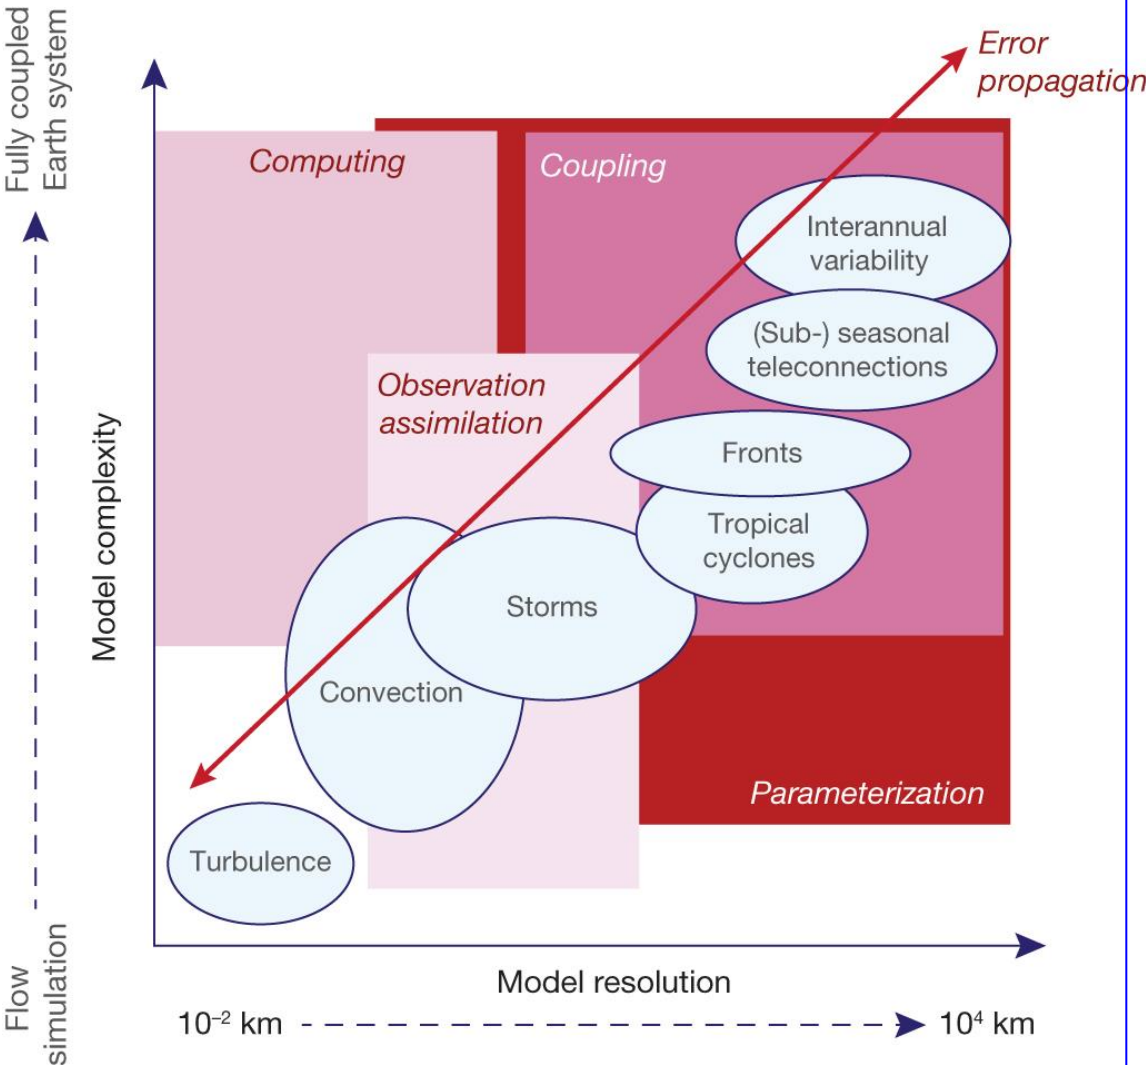 Fully coupled
Earth system
Error
propagation
Computing
Coupling
Interannual
variability
(Sub-) seasonal
teleconnections
Observation
assimilation
Fronts
Tropical
cyclones
Storms
Convection
Model complexity
Parameterization
Turbulence
Flow
simulation
Model resolution
10⁻² km
10⁴ km